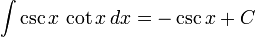 ∫ csc x cot x dx = − csc x + C